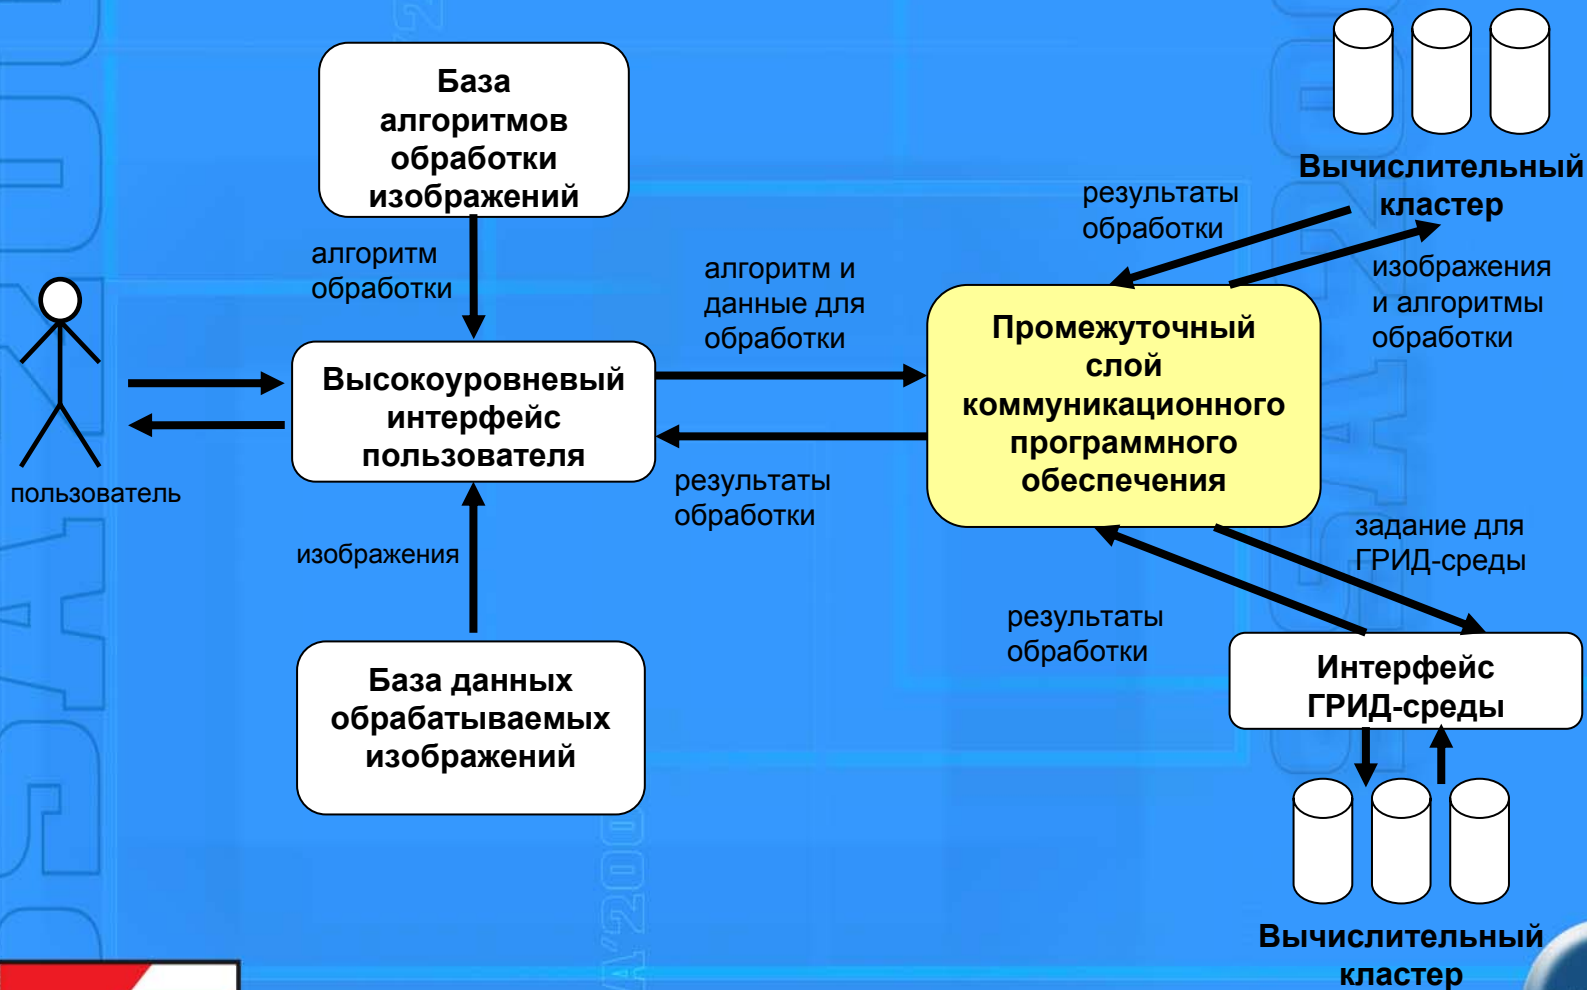 База
алгоритмов
обработки
изображений
алгоритм
обработки
пользователь
Высокоуровневый
интерфейс
пользователя
изображения
База данных
обрабатываемых
изображений
алгоритм и
данные для
обработки
результаты
обработки
Промежуточный
слой
коммуникационного
программного
обеспечения
результаты
обработки
Вычислительный
кластер
изображения
и алгоритмы
обработки
задание для
ГРИД-среды
результаты
обработки
Интерфейс
ГРИД-среды
Вычислительный
кластер